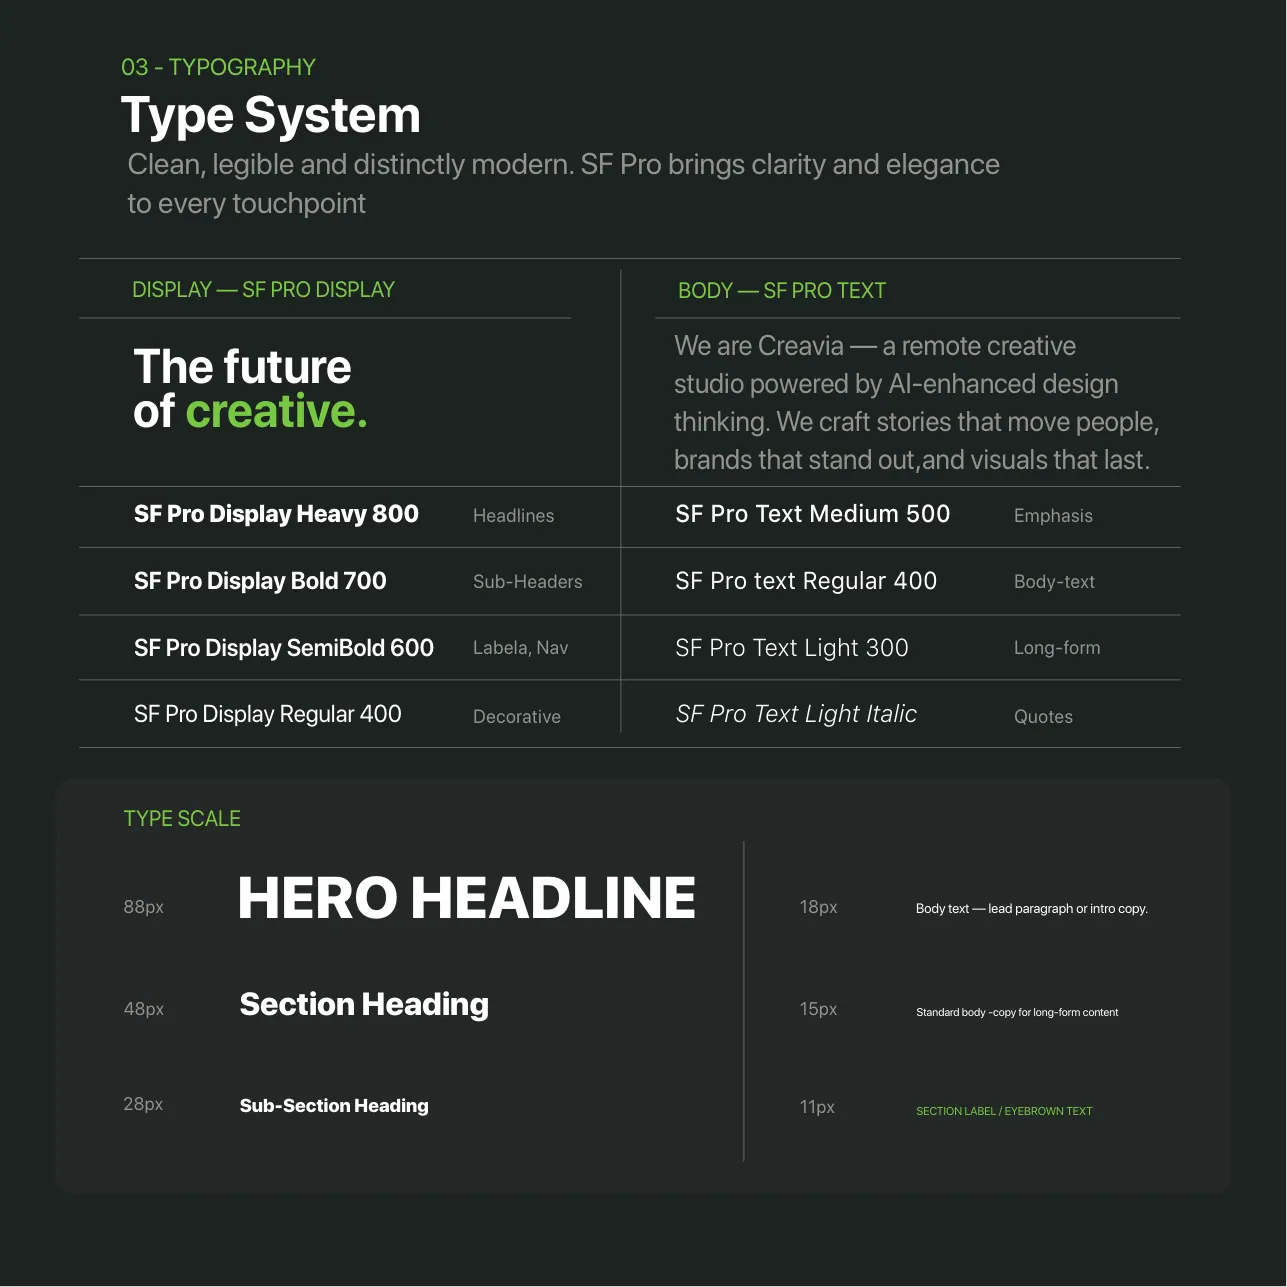 03 - TYPOGRAPHY
Type System
Clean, legible and distinctly modern. SF Pro brings clarity and elegance
to every touchpoint
DISPLAY — SF PRO DISPLAY
The future
of creative.
SF Pro Display Heavy 800 Headlines
SF Pro Display Bold 700 Sub-Headers
SF Pro Display SemiBold 600 Labela, Nav
SF Pro Display Regular 400 Decorative
BODY — SF PRO TEXT
We are Creavia — a remote creative
studio powered by AI-enhanced design
thinking. We craft stories that move people,
brands that stand out,and visuals that last.
SF Pro Text Medium 500 Emphasis
SF Pro text Regular 400 Body-text
SF Pro Text Light 300 Long-form
SF Pro Text Light Italic Quotes
TYPE SCALE
88px HERO HEADLINE
48px Section Heading
28px Sub-Section Heading
18px Body text — lead paragraph or intro copy.
15px Standard body -copy for long-form content
11px SECTION LABEL / EYEBROWN TEXT